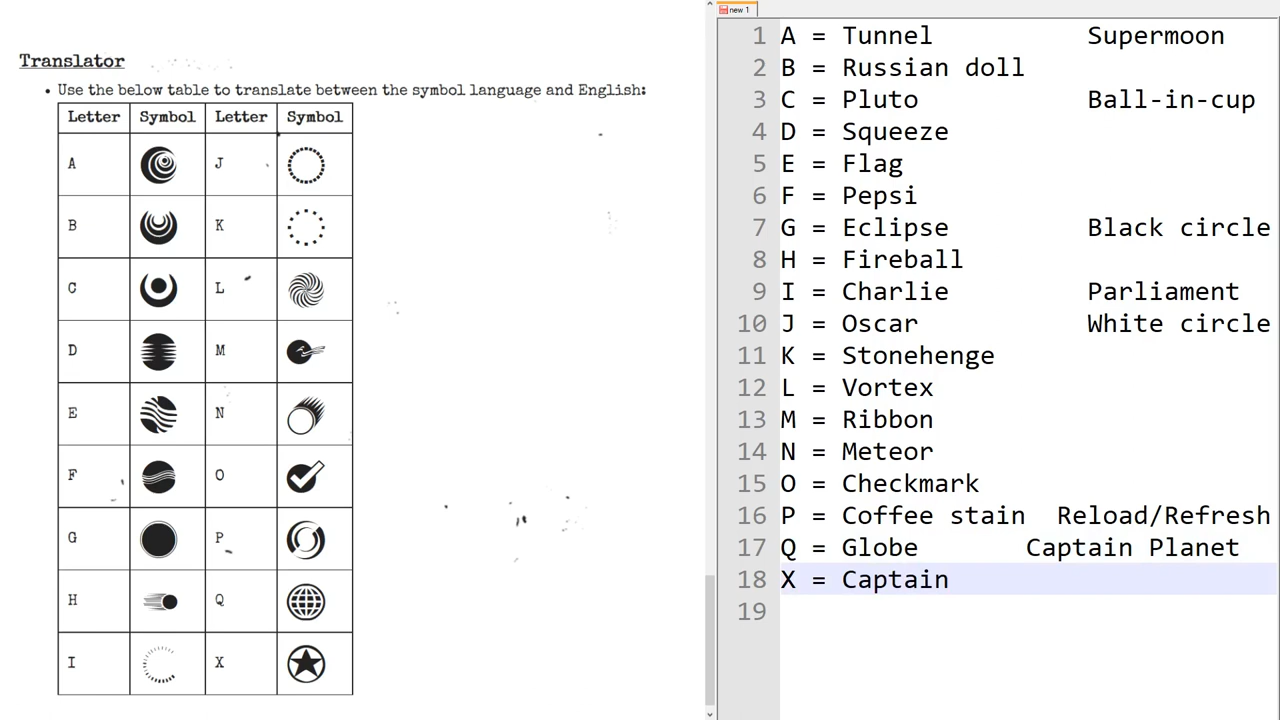 Translator
• Use the below table to translate between the symbol language and English:
Letter Symbol Letter Symbol
A J
B K
C L
D M
E N
F O
G P
H Q
I X
new 1
1 A = Tunnel Supermoon
2 B = Russian doll
3 C = Pluto Ball-in-cup
4 D = Squeeze
5 E = Flag
6 F = Pepsi
7 G = Eclipse Black circle
8 H = Fireball
9 I = Charlie Parliament
10 J = Oscar White circle
11 K = Stonehenge
12 L = Vortex
13 M = Ribbon
14 N = Meteor
15 O = Checkmark
16 P = Coffee stain Reload/Refresh
17 Q = Globe Captain Planet
18 X = Captain
19